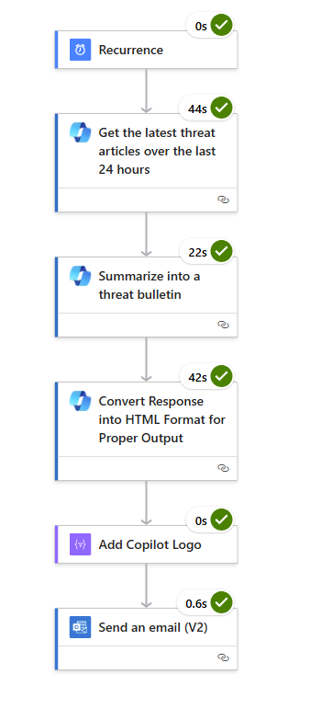 0s
Recurrence
44s
Get the latest threat
articles over the last
24 hours
22s
Summarize into a
threat bulletin
42s
Convert Response
into HTML Format for
Proper Output
0s
{v}
Add Copilot Logo
0.6s
Send an email (V2)